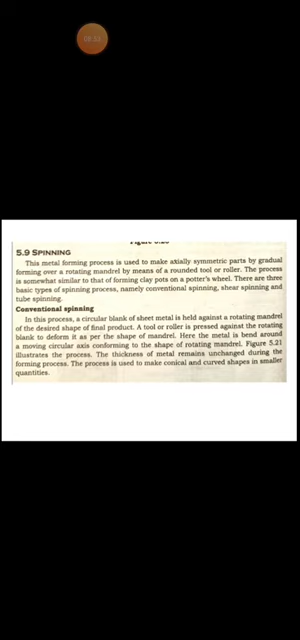 5.9 SPINNING
This metal forming process is used to make axially symmetric parts by gradual
forming over a rotating mandrel by means of a rounded tool or roller. The process
is somewhat similar to that of forming clay pots on a potter's wheel. There are three
basic types of spinning process, namely conventional spinning, shear spinning and
tube spinning.
Conventional spinning
In this process, a circular blank of sheet metal is held against a rotating mandrel
of the desired shape of final product. A tool or roller is pressed against the rotating
blank to deform it as per the shape of mandrel. Here the metal is bend around
a moving circular axis conforming to the shape of rotating mandrel. Figure 5.21
illustrates the process. The thickness of metal remains unchanged during the
forming process. The process is used to make conical and curved shapes in smaller
quantities.